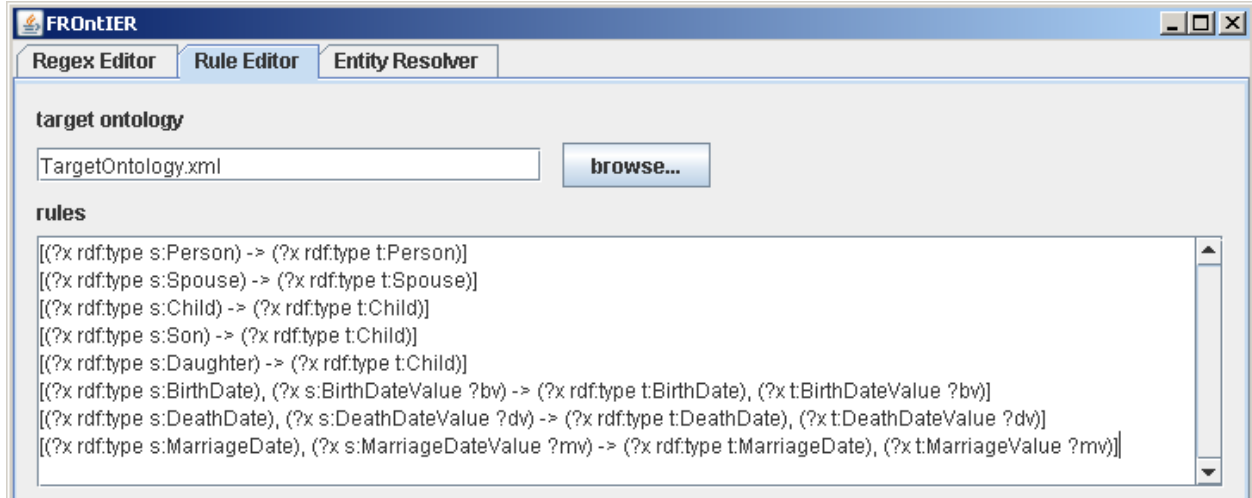 FROntIER
Regex Editor Rule Editor Entity Resolver
target ontology
TargetOntology.xml browse...
rules
[(?x rdf:type s:Person) -> (?x rdf:type t:Person)]
[(?x rdf:type s:Spouse) -> (?x rdf:type t:Spouse)]
[(?x rdf:type s:Child) -> (?x rdf:type t:Child)]
[(?x rdf:type s:Son) -> (?x rdf:type t:Child)]
[(?x rdf:type s:Daughter) -> (?x rdf:type t:Child)]
[(?x rdf:type s:BirthDate), (?x s:BirthDateValue ?bv) -> (?x rdf:type t:BirthDate), (?x t:BirthDateValue ?bv)]
[(?x rdf:type s:DeathDate), (?x s:DeathDateValue ?dv) -> (?x rdf:type t:DeathDate), (?x t:DeathDateValue ?dv)]
[(?x rdf:type s:MarriageDate), (?x s:MarriageDateValue ?mv) -> (?x rdf:type t:MarriageDate), (?x t:MarriageValue ?mv)]